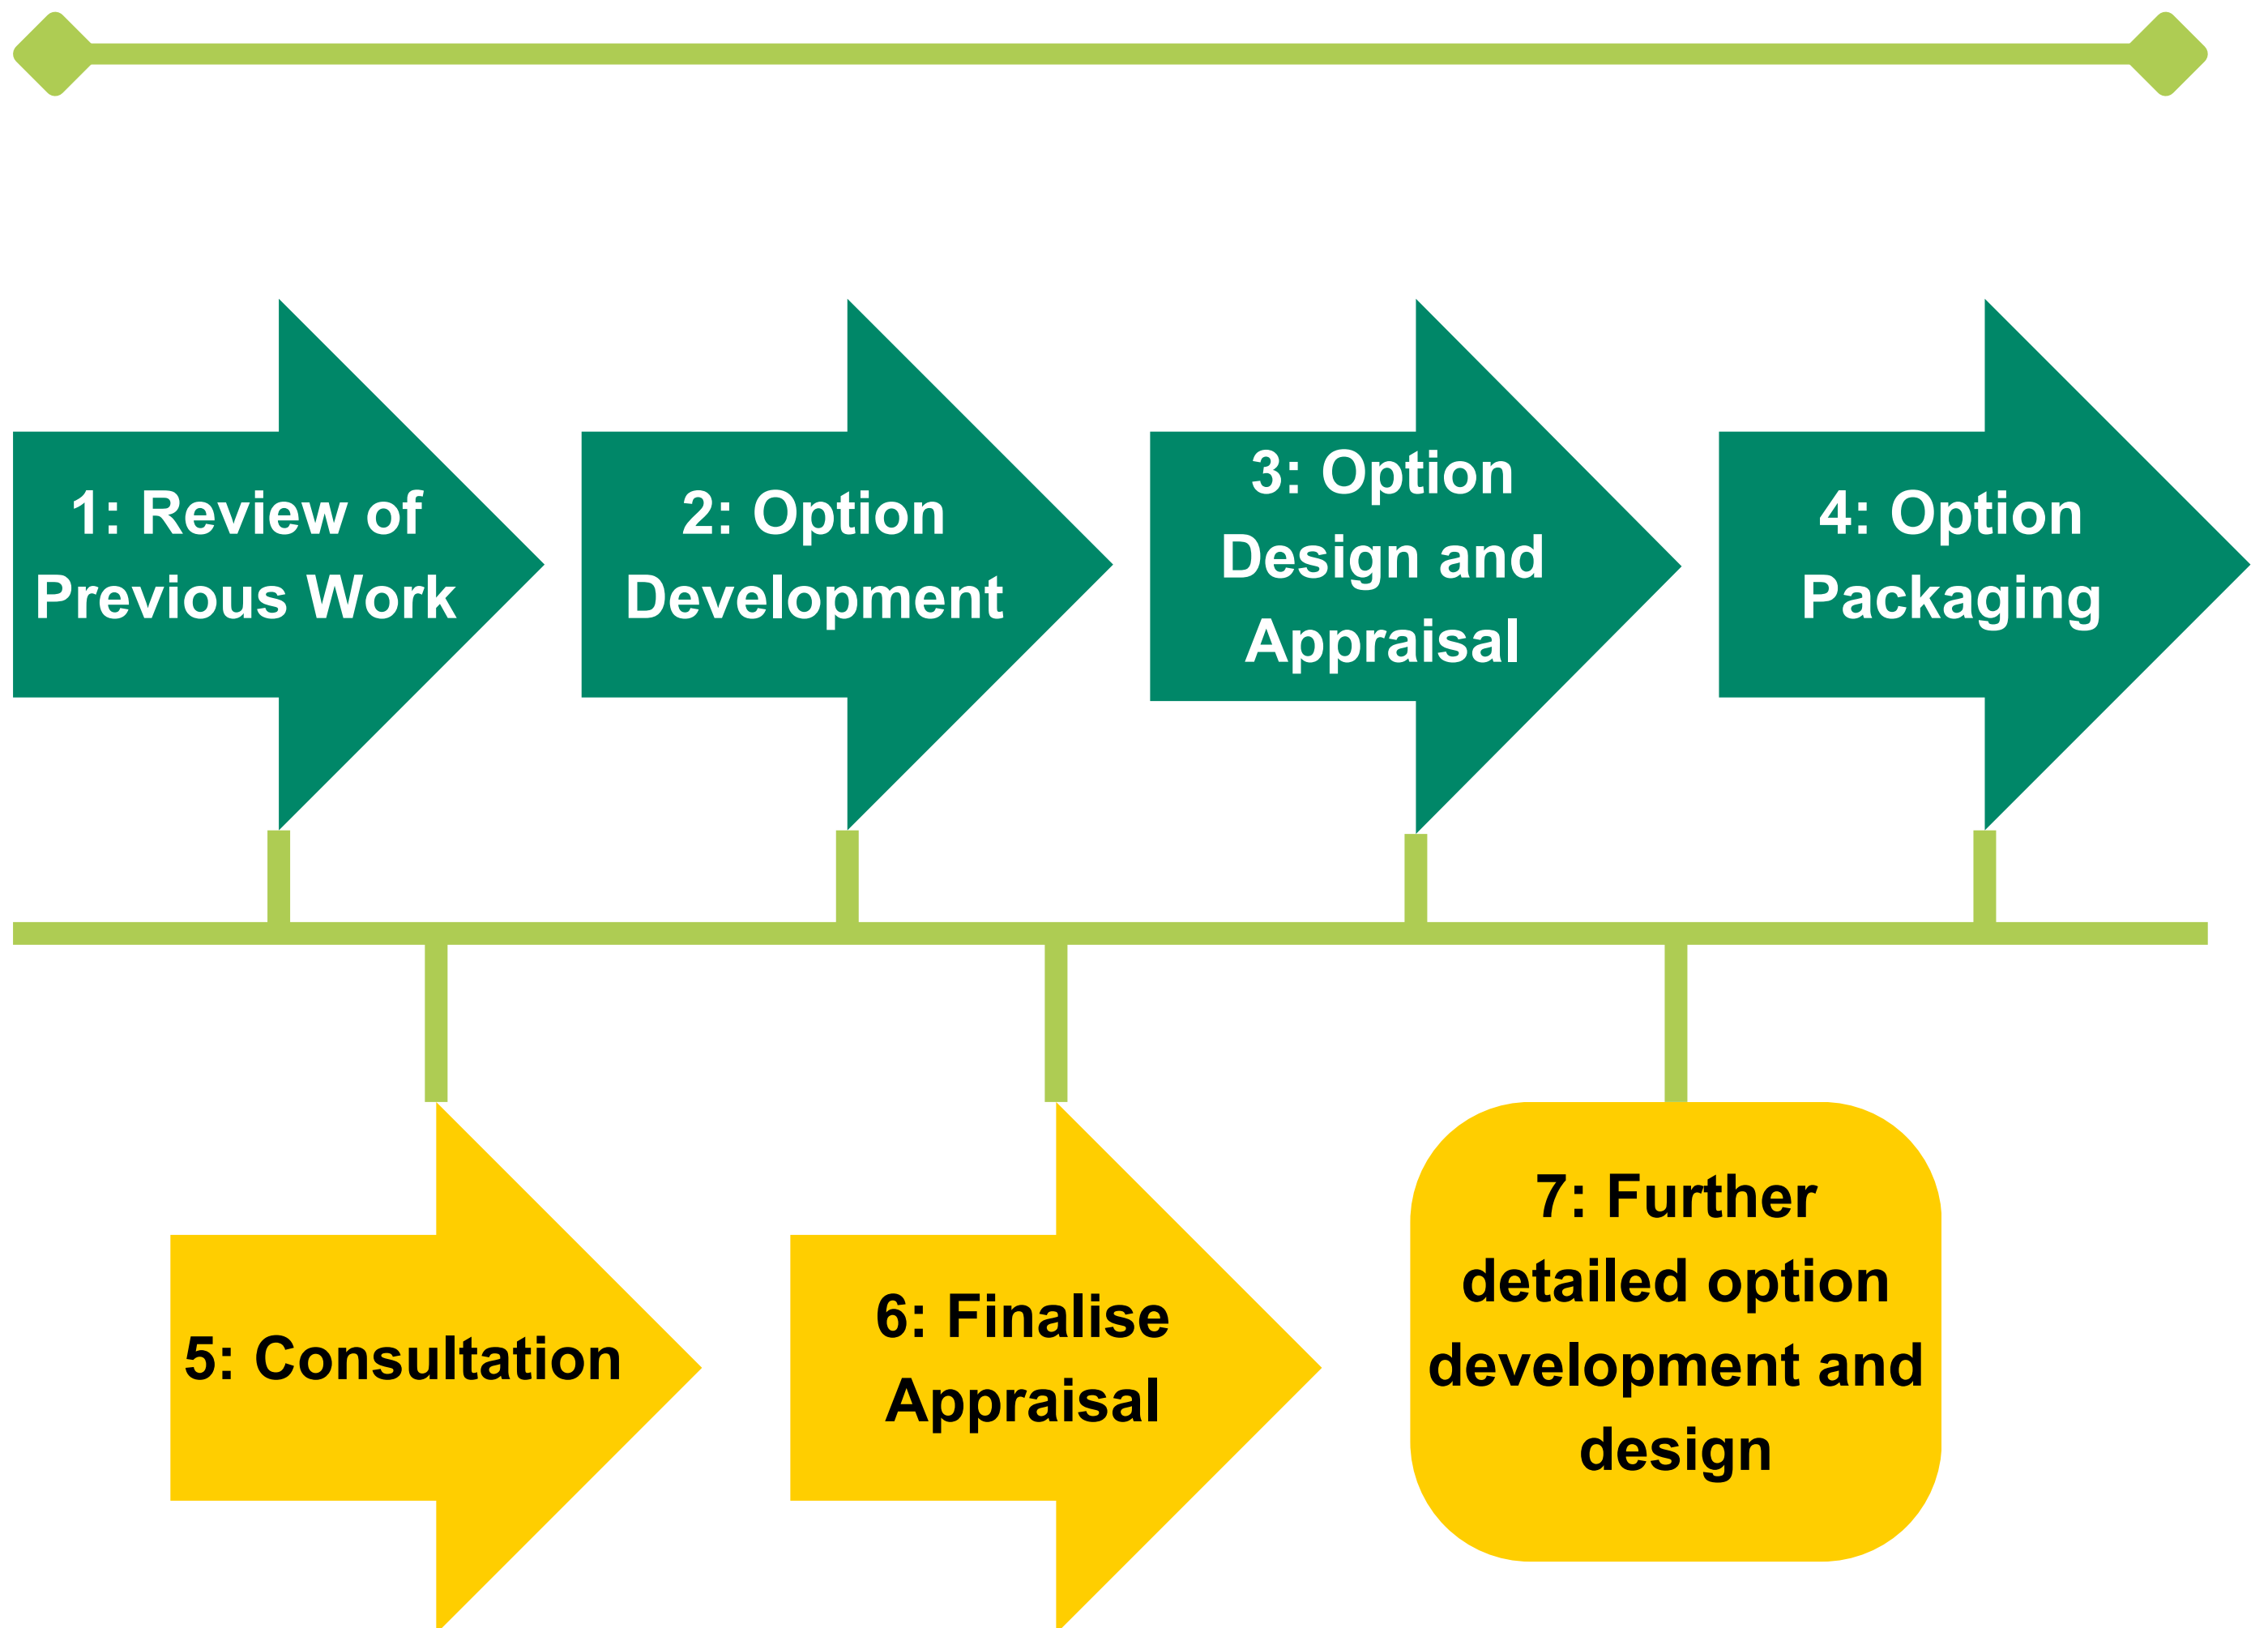 1: Review of
Previous Work
2: Option
Development
3: Option
Design and
Appraisal
4: Option
Packaging
5: Consultation
6: Finalise
Appraisal
7: Further
detailed option
development and
design